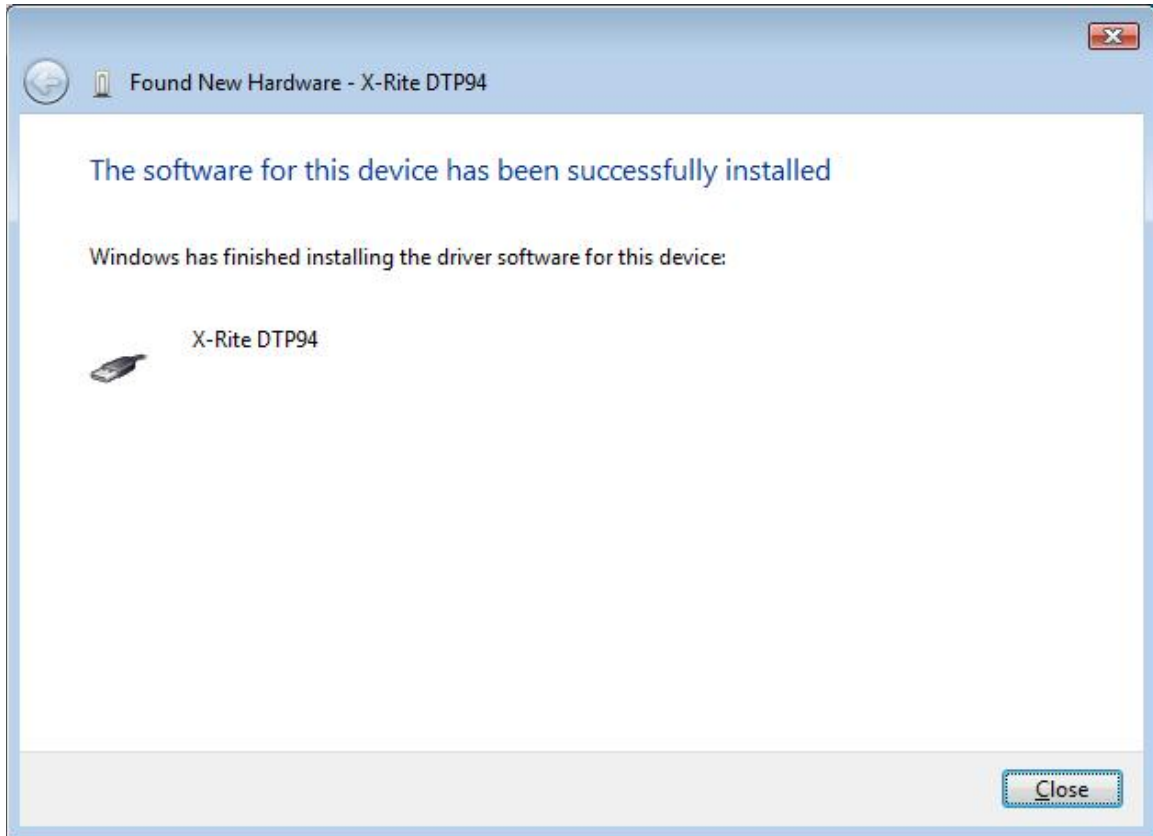 Found New Hardware - X-Rite DTP94
The software for this device has been successfully installed
Windows has finished installing the driver software for this device:
X-Rite DTP94
Close